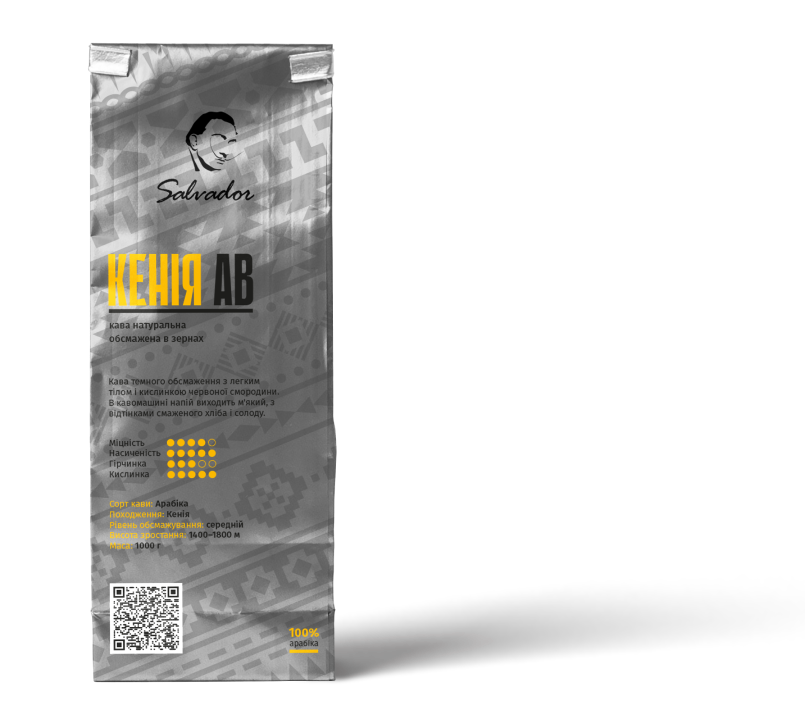 Salvador
КЕНІЯ АВ
кава натуральна
обсмажена в зернах
Кава темного обсмаження з легким
тілом і кислинкою червоної смородини.
В кавомашині напій виходить м'який, з
відтінками смаженого хліба і солоду.
Міцність
Насиченість
Гірчинка
Кислинка
Сорт кави: Арабіка
Походження: Кенія
Рівень обсмажування: середній
Висота зростання: 1400–1800 м
Маса: 1000 г
100%
арабіка